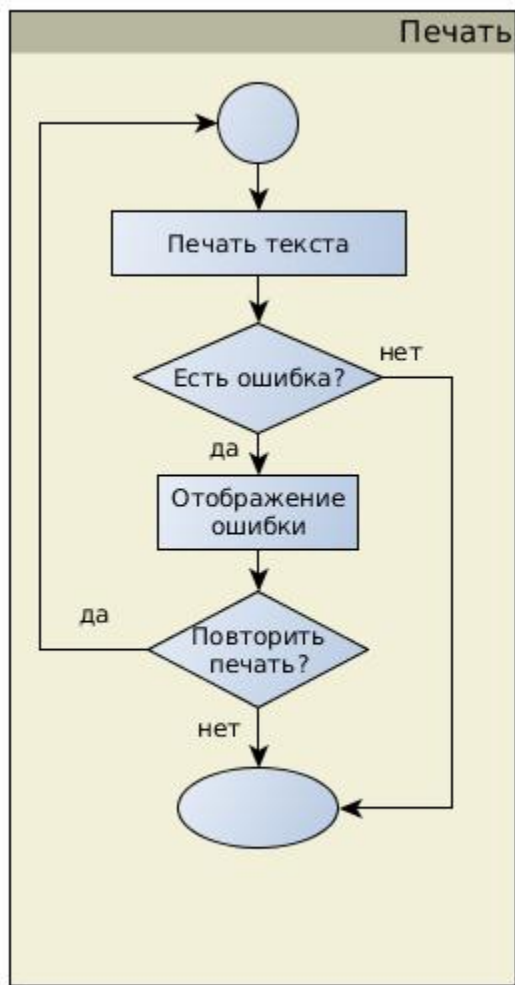 Печать
Печать текста
Есть ошибка?
нет
да
Отображение
ошибки
Повторить
печать?
да
нет